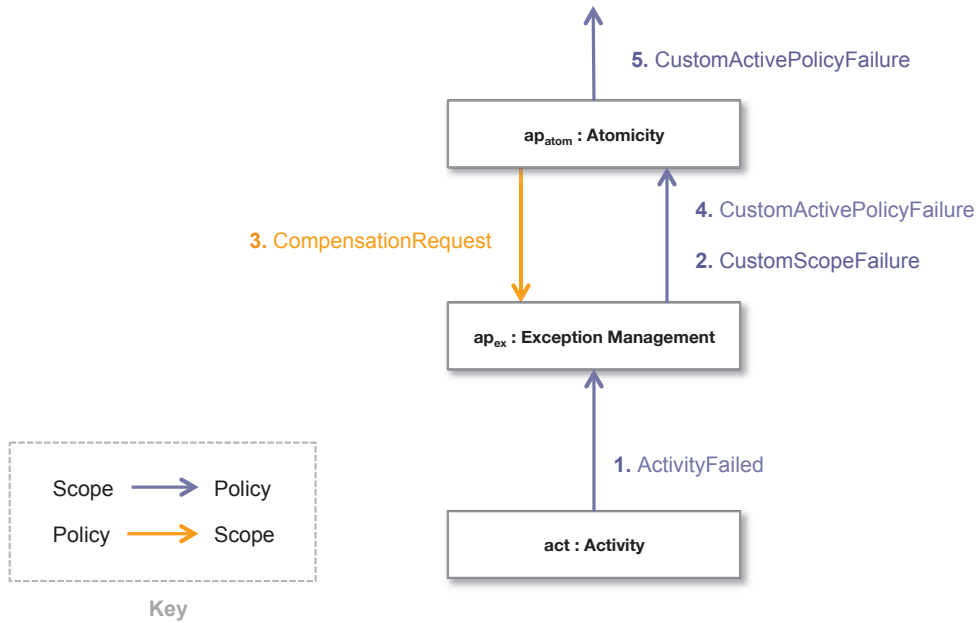 5. CustomActivePolicyFailure
ap_atom : Atomicity
4. CustomActivePolicyFailure
3. CompensationRequest
2. CustomScopeFailure
ap_ex : Exception Management
1. ActivityFailed
Scope Policy
Policy Scope
act : Activity
Key